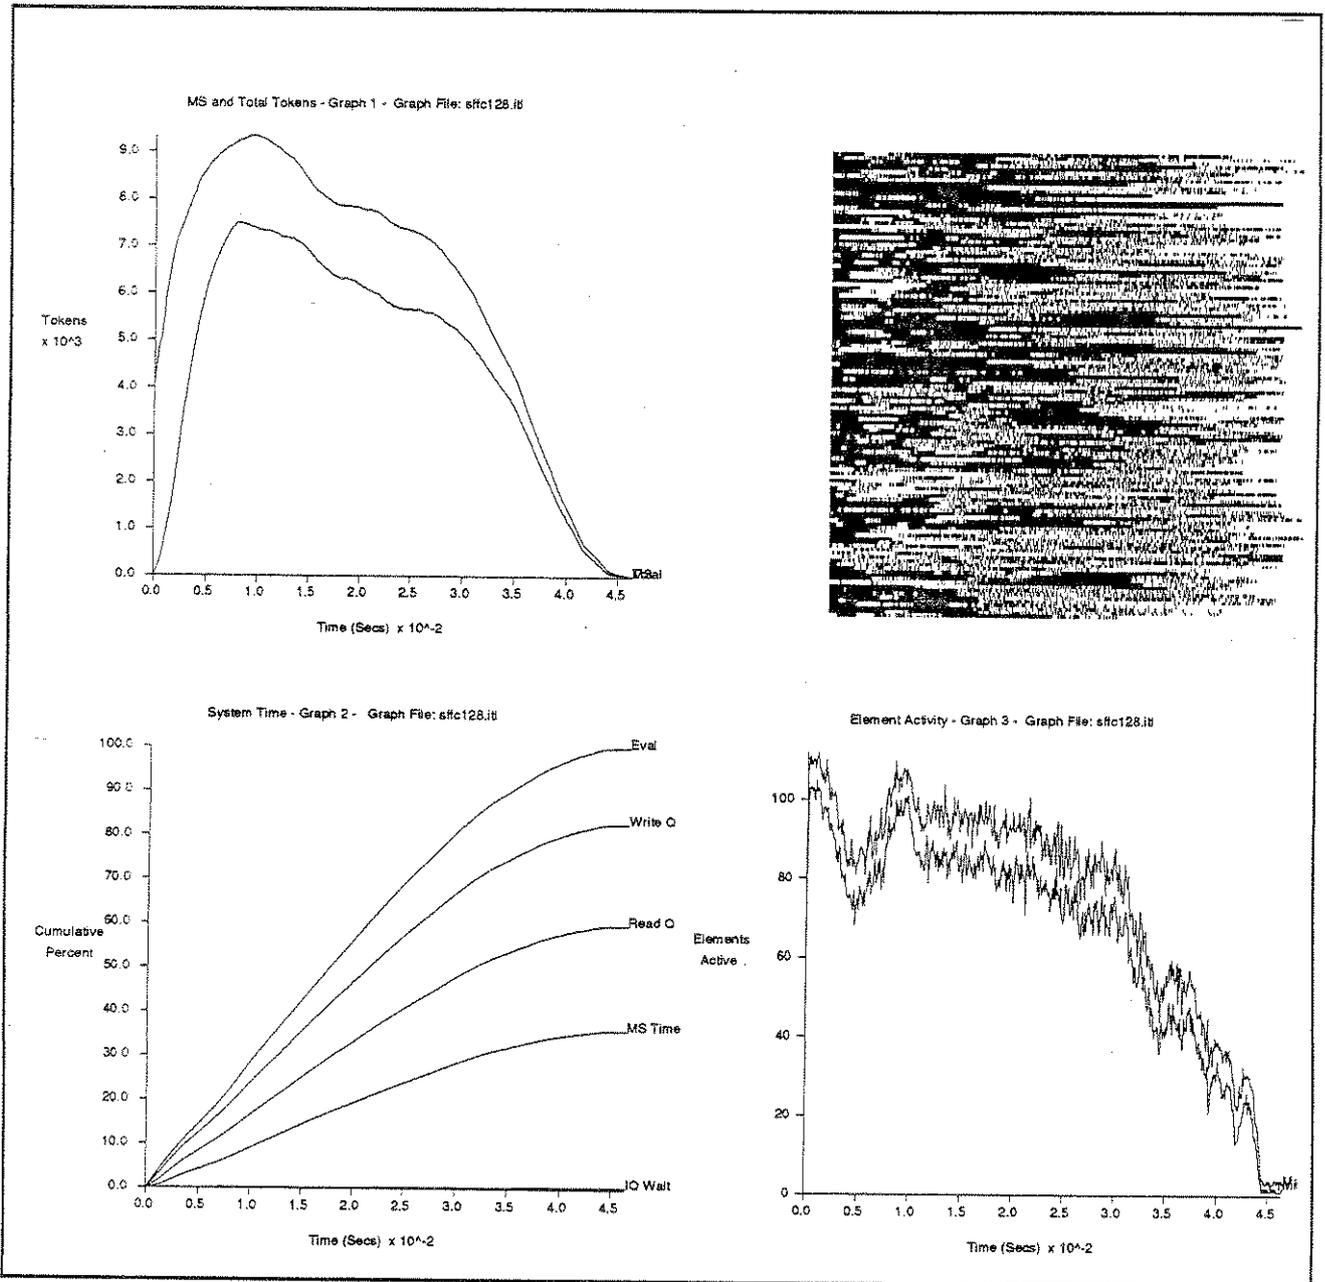 MS and Total Tokens - Graph 1 - Graph File: sffc128.itl
9.0
8.0
7.0
6.0
Tokens
x 10^3
5.0
4.0
3.0
2.0
1.0
0.0
0.0 0.5 1.0 1.5 2.0 2.5 3.0 3.5 4.0 4.5
Time (Secs) x 10^-2
System Time - Graph 2 - Graph File: sffc128.itl
100.0
90.0
80.0
70.0
60.0
Cumulative
Percent
50.0
40.0
30.0
20.0
10.0
0.0
Eval
Write Q
Read Q
MS Time
IO Wait
0.0 0.5 1.0 1.5 2.0 2.5 3.0 3.5 4.0 4.5
Time (Secs) x 10^-2
Element Activity - Graph 3 - Graph File: sffc128.itl
100
80
60
Elements
Active
40
20
0
0.0 0.5 1.0 1.5 2.0 2.5 3.0 3.5 4.0 4.5
Time (Secs) x 10^-2